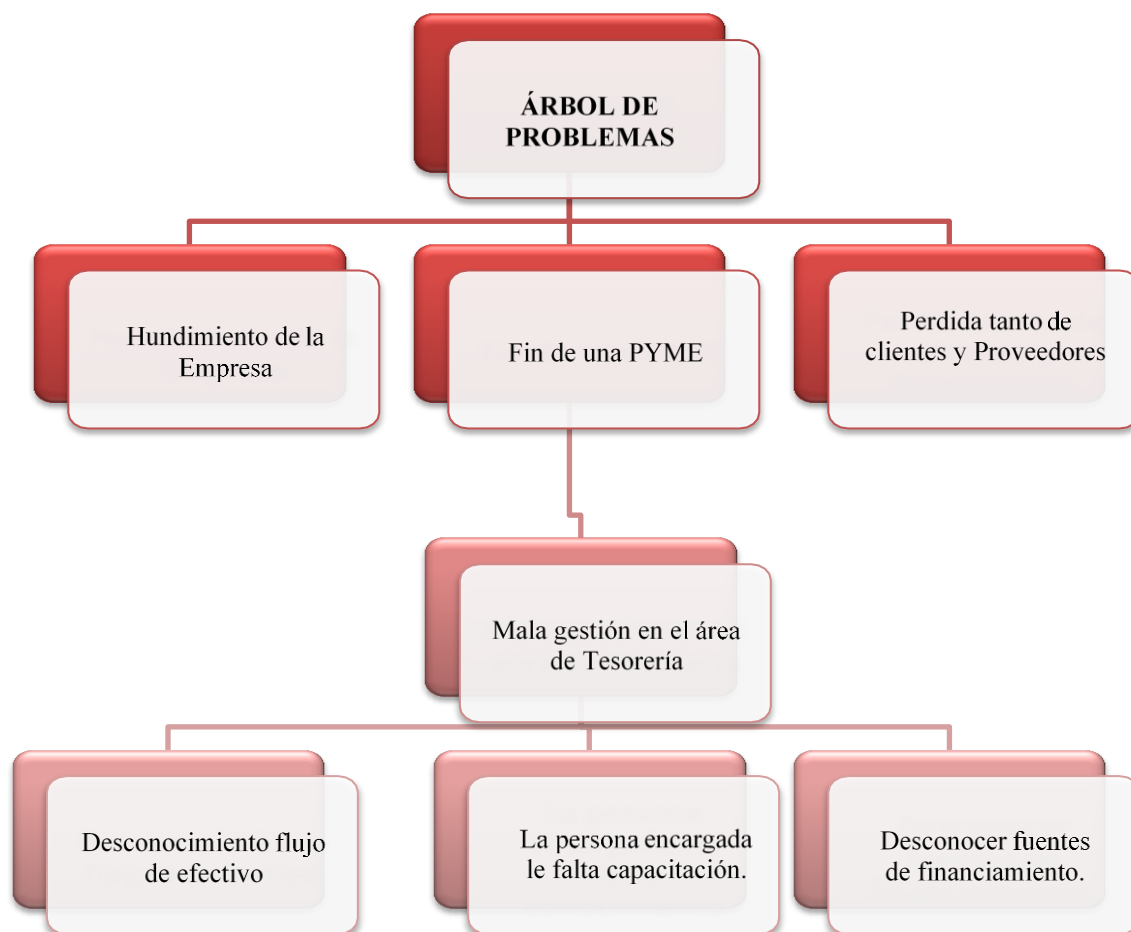 ÁRBOL DE
PROBLEMAS
Hundimiento de la
Empresa
Fin de una PYME
Perdida tanto de
clientes y Proveedores
Mala gestión en el área
de Tesorería
Desconocimiento flujo
de efectivo
La persona encargada
le falta capacitación.
Desconocer fuentes
de financiamiento.